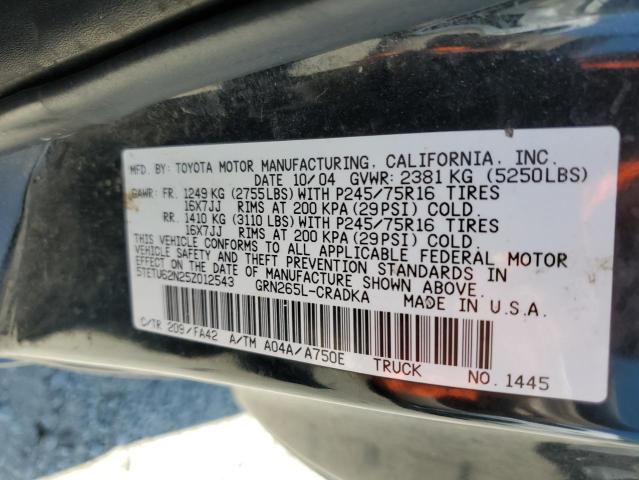 MFD. BY: TOYOTA MOTOR MANUFACTURING, CALIFORNIA, INC.
DATE 10/04 GVWR: 2381 KG (5250LBS)
GAWR: FR. 1249 KG (2755LBS) WITH P245/75R16 TIRES
16X7JJ RIMS AT 200 KPA (29PSI) COLD.
RR. 1410 KG (3110LBS) WITH P245/75R16 TIRES
16X7JJ RIMS AT 200 KPA (29PSI) COLD.
THIS VEHICLE CONFORMS TO ALL APPLICABLE FEDERAL MOTOR
VEHICLE SAFETY AND THEFT PREVENTION STANDARDS IN
EFFECT ON THE DATE OF MANUFACTURE SHOWN ABOVE.
5TETU62N25Z012543 GRN265L-CRADKA MADE IN U.S.A.
C/TR 209/FA42 A/TM A04A/A750E TRUCK NO. 1445